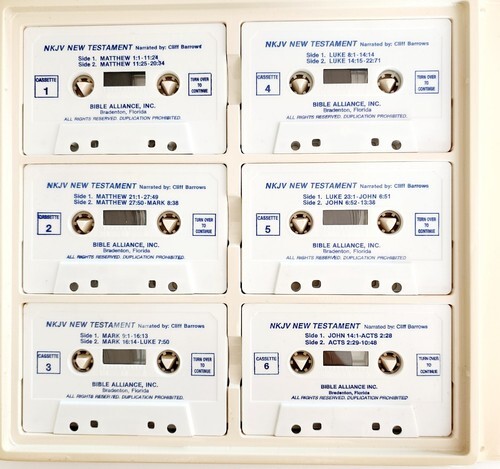 NKJV NEW TESTAMENT Narrated by: Cliff Barrows
Side 1. MATTHEW 1:1-11:24
Side 2. MATTHEW 11:25-20:34
CASSETTE
1
TURN OVER
TO
CONTINUE
BIBLE ALLIANCE, INC.
Bradenton, Florida
ALL RIGHTS RESERVED. DUPLICATION PROHIBITED.
NKJV NEW TESTAMENT Narrated by: Cliff Barrows
Side 1. MATTHEW 21:1-27:49
Side 2. MATTHEW 27:50-MARK 8:38
CASSETTE
2
TURN OVER
TO
CONTINUE
BIBLE ALLIANCE, INC.
Bradenton, Florida
ALL RIGHTS RESERVED. DUPLICATION PROHIBITED.
NKJV NEW TESTAMENT Narrated by: Cliff Barrows
Side 1. MARK 9:1-16:13
Side 2. MARK 16:14-LUKE 7:50
CASSETTE
3
TURN OVER
TO
CONTINUE
BIBLE ALLIANCE, INC.
Bradenton, Florida
ALL RIGHTS RESERVED. DUPLICATION PROHIBITED.
NKJV NEW TESTAMENT Narrated by: Cliff Barrows
Side 1. LUKE 8:1-14:14
Side 2. LUKE 14:15-22:71
CASSETTE
4
TURN OVER
TO
CONTINUE
BIBLE ALLIANCE, INC.
Bradenton, Florida
ALL RIGHTS RESERVED. DUPLICATION PROHIBITED.
NKJV NEW TESTAMENT Narrated by: Cliff Barrows
Side 1. LUKE 23:1-JOHN 6:51
Side 2. JOHN 6:52-13:38
CASSETTE
5
TURN OVER
TO
CONTINUE
BIBLE ALLIANCE, INC.
Bradenton, Florida
ALL RIGHTS RESERVED. DUPLICATION PROHIBITED.
NKJV NEW TESTAMENT Narrated by: Cliff Barrows
Side 1. JOHN 14:1-ACTS 2:28
Side 2. ACTS 2:29-10:48
CASSETTE
6
TURN OVER
TO
CONTINUE
BIBLE ALLIANCE, INC.
Bradenton, Florida
ALL RIGHTS RESERVED. DUPLICATION PROHIBITED